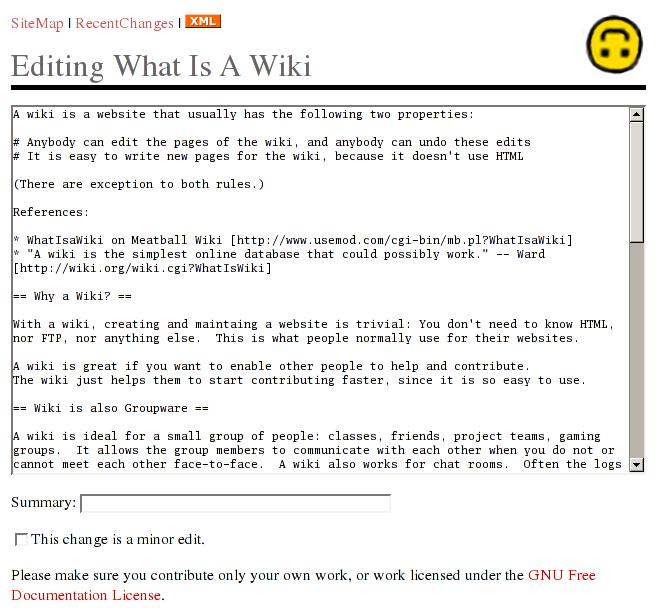 SiteMap | RecentChanges | XML
Editing What Is A Wiki
A wiki is a website that usually has the following two properties:
# Anybody can edit the pages of the wiki, and anybody can undo these edits
# It is easy to write new pages for the wiki, because it doesn't use HTML
(There are exception to both rules.)
References:
* WhatIsaWiki on Meatball Wiki [http://www.usemod.com/cgi-bin/mb.pl?WhatIsaWiki]
* "A wiki is the simplest online database that could possibly work." -- Ward
[http://wiki.org/wiki.cgi?WhatIsWiki]
== Why a Wiki? ==
With a wiki, creating and maintaing a website is trivial: You don't need to know HTML,
nor FTP, nor anything else.  This is what people normally use for their websites.
A wiki is great if you want to enable other people to help and contribute.
The wiki just helps them to start contributing faster, since it is so easy to use.
== Wiki is also Groupware ==
A wiki is ideal for a small group of people: classes, friends, project teams, gaming
groups.  It allows the group members to communicate with each other when you do not or
cannot meet each other face-to-face.  A wiki also works for chat rooms.  Often the logs
Summary:
This change is a minor edit.
Please make sure you contribute only your own work, or work licensed under the GNU Free
Documentation License.